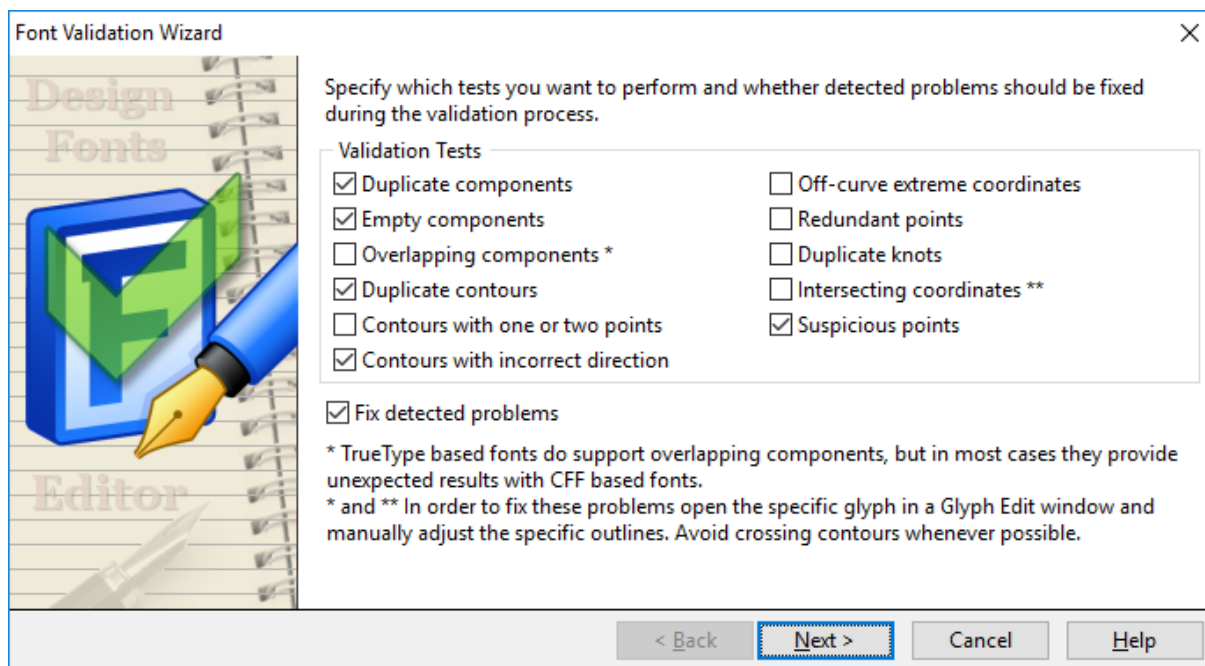 Font Validation Wizard
Design
Fonts
Editor
Specify which tests you want to perform and whether detected problems should be fixed
during the validation process.
Validation Tests
Duplicate components
Empty components
Overlapping components *
Duplicate contours
Contours with one or two points
Contours with incorrect direction
Off-curve extreme coordinates
Redundant points
Duplicate knots
Intersecting coordinates **
Suspicious points
Fix detected problems
* TrueType based fonts do support overlapping components, but in most cases they provide
unexpected results with CFF based fonts.
* and ** In order to fix these problems open the specific glyph in a Glyph Edit window and
manually adjust the specific outlines. Avoid crossing contours whenever possible.
< Back
Next >
Cancel
Help